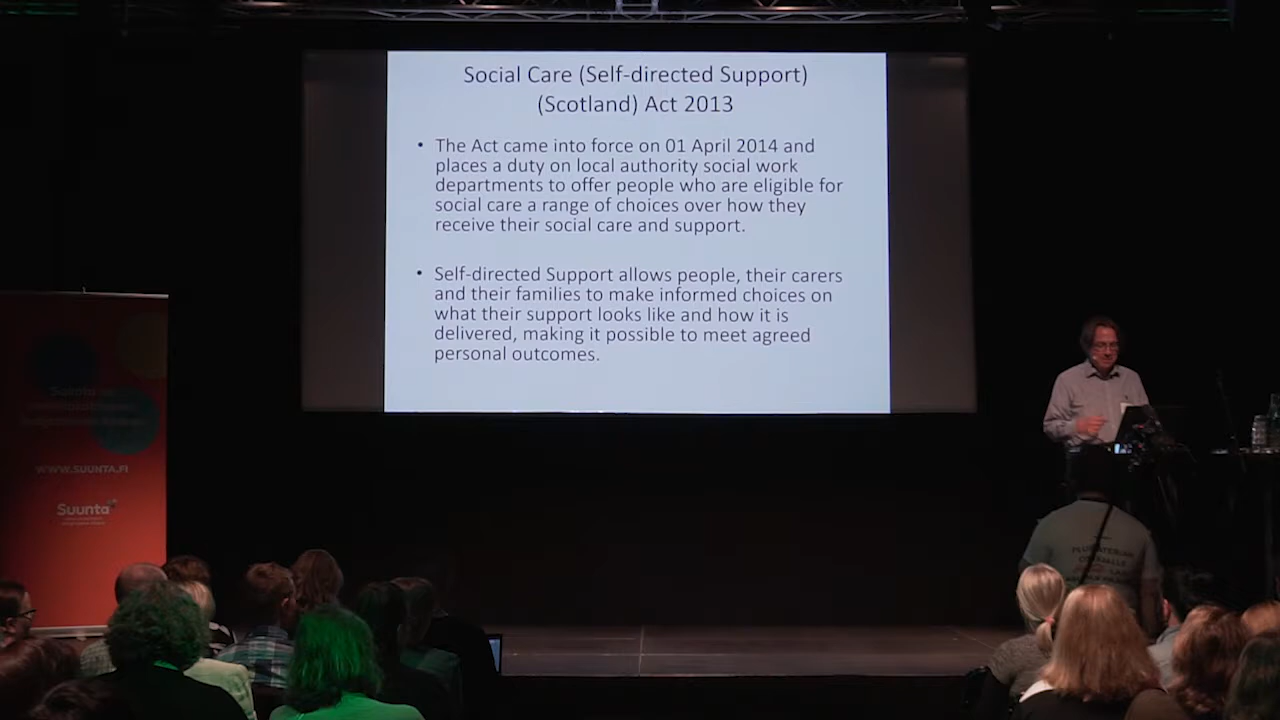 Social Care (Self-directed Support)
(Scotland) Act 2013
• The Act came into force on 01 April 2014 and
places a duty on local authority social work
departments to offer people who are eligible for
social care a range of choices over how they
receive their social care and support.
• Self-directed Support allows people, their carers
and their families to make informed choices on
what their support looks like and how it is
delivered, making it possible to meet agreed
personal outcomes.
WWW.SUUNTA.FI
Suunta